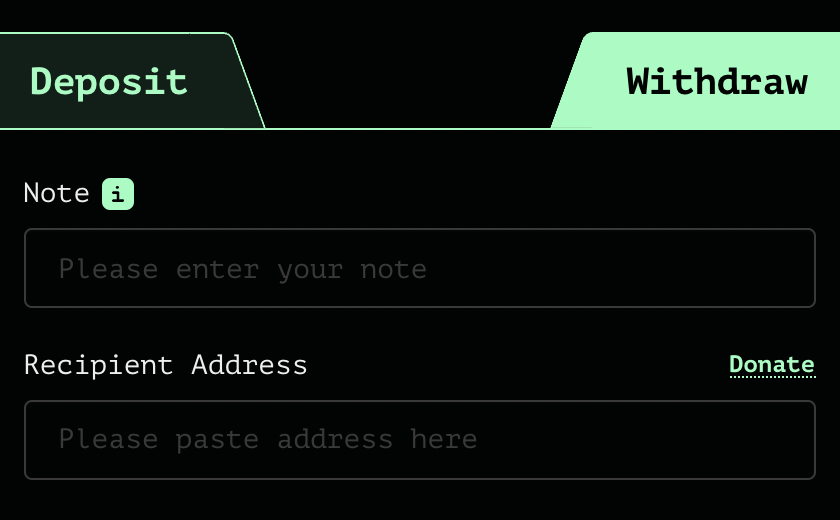 Deposit Withdraw
Note i
Please enter your note
Recipient Address Donate
Please paste address here